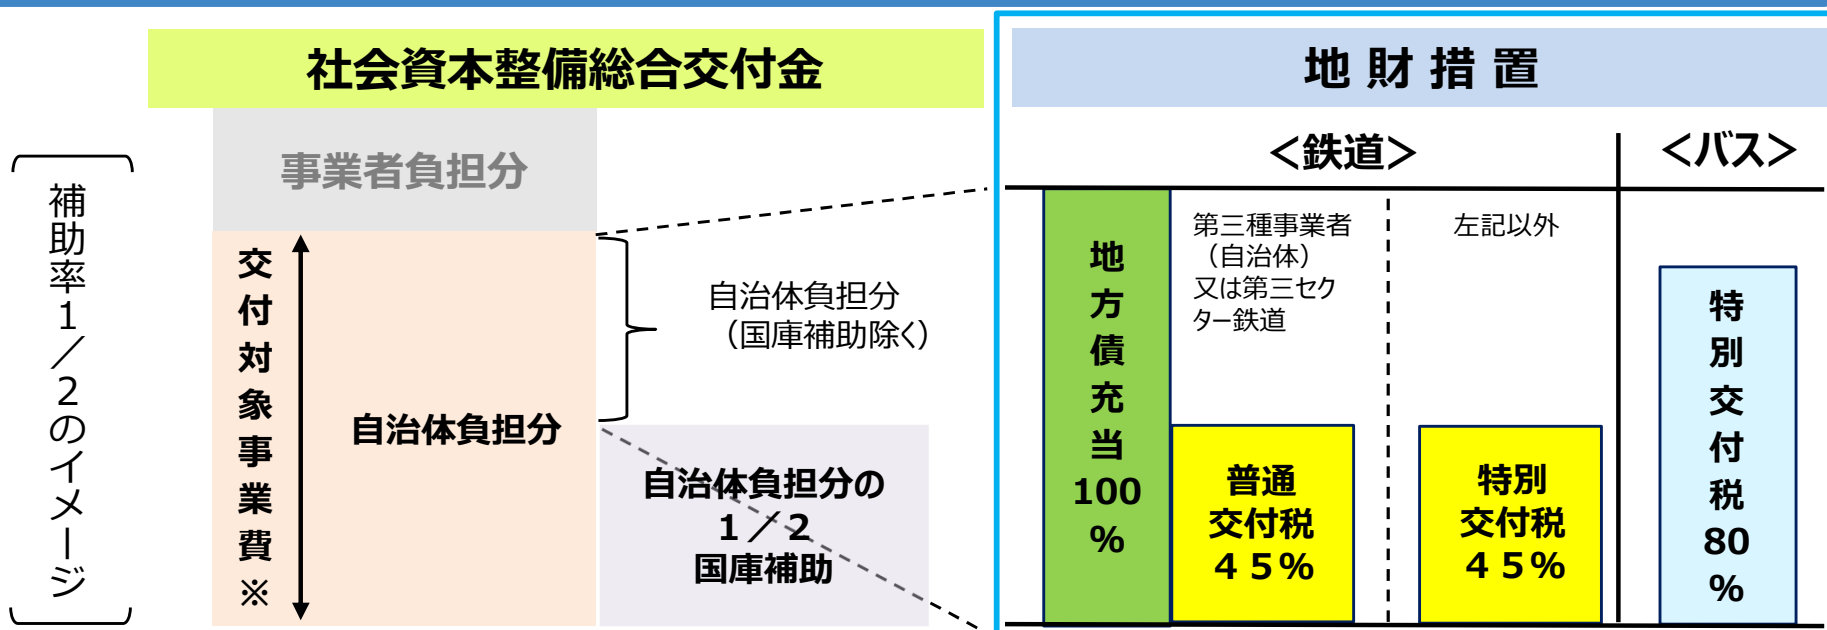 社会資本整備総合交付金
地財措置
補助率１／２のイメージ
事業者負担分
交付対象事業費※
自治体負担分
自治体負担分
（国庫補助除く）
自治体負担分の
１／２
国庫補助
＜鉄道＞
＜バス＞
地方債充当100%
第三種事業者
（自治体）
又は第三セク
ター鉄道
左記以外
普通
交付税
４５%
特別
交付税
４５%
特別交付税80%